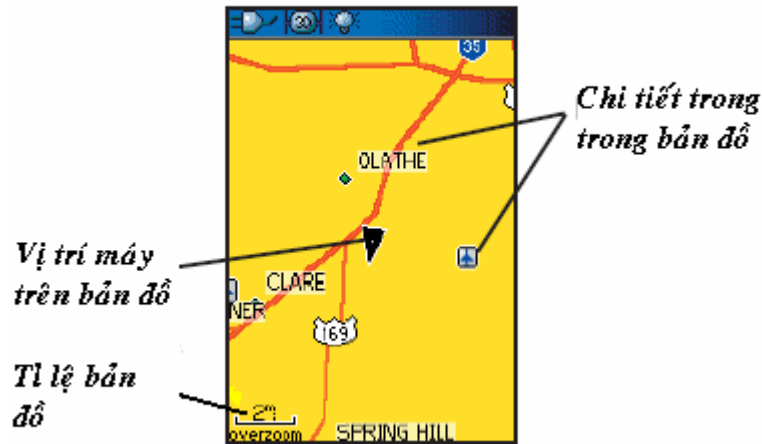 3D
35
Chi tiết trong
trong bản đồ
OLATHE
Vị trí máy
trên bản đồ
CLARE
NER
169
Tỉ lệ bản
đồ
overzoom
SPRING HILL